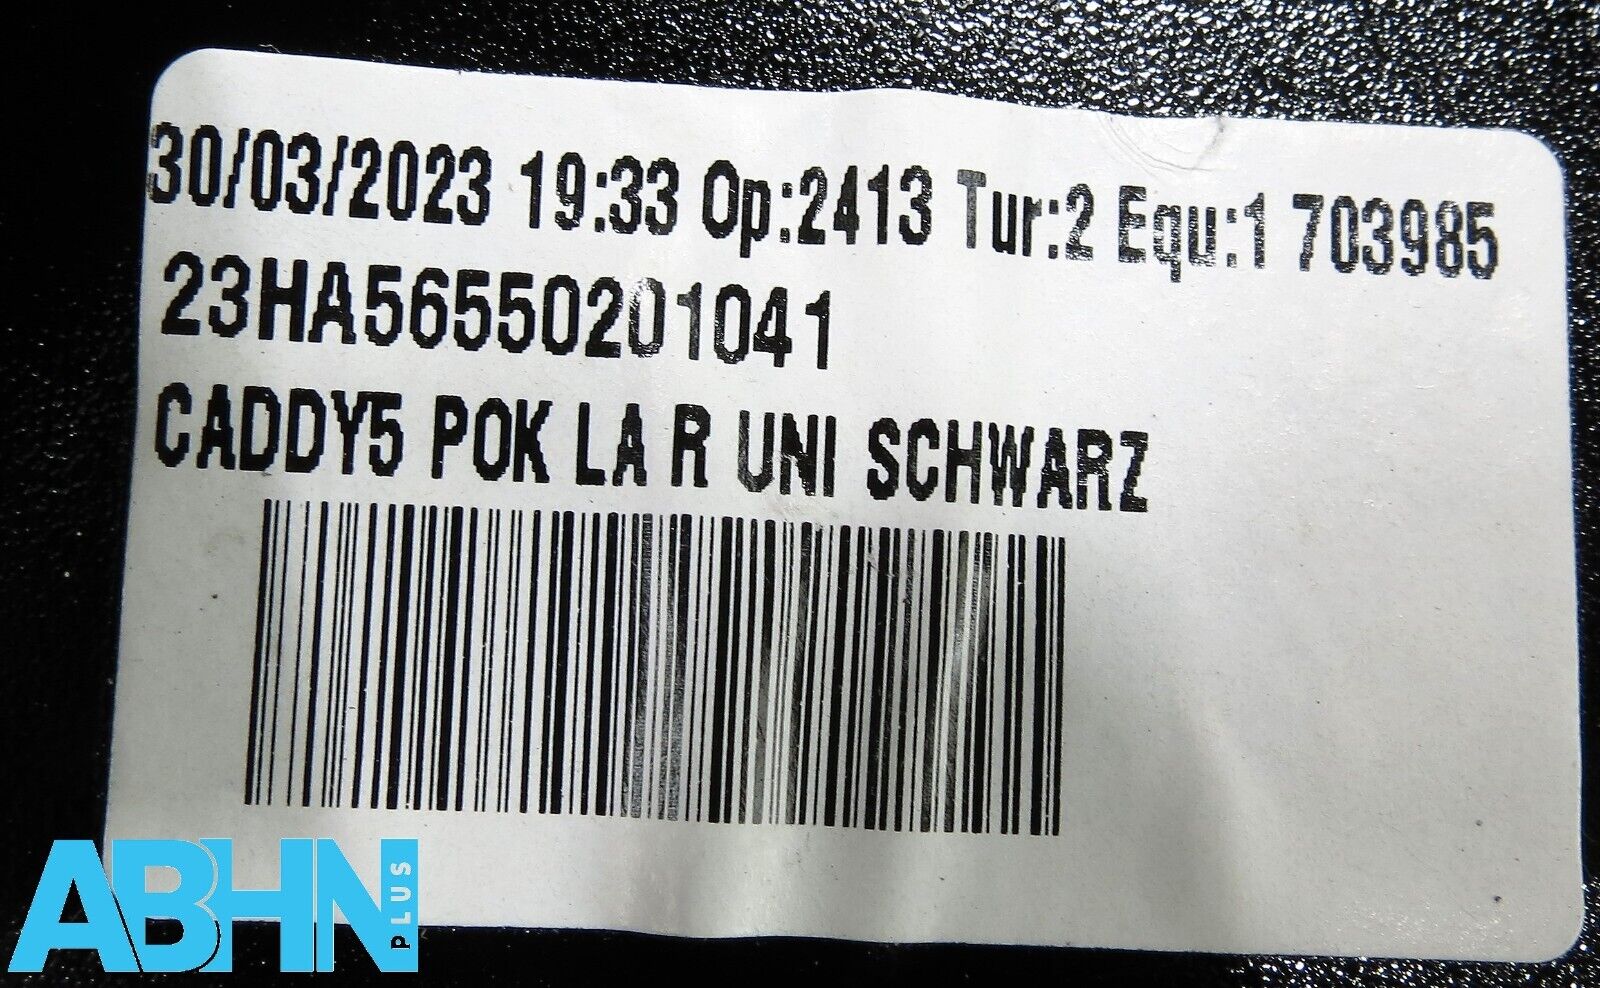 30/03/2023 19:33 Op:2413 Tur:2 Equ:1 703985
23HA56550201041
CADDY5 POK LA R UNI SCHWARZ
ABHN PLUS